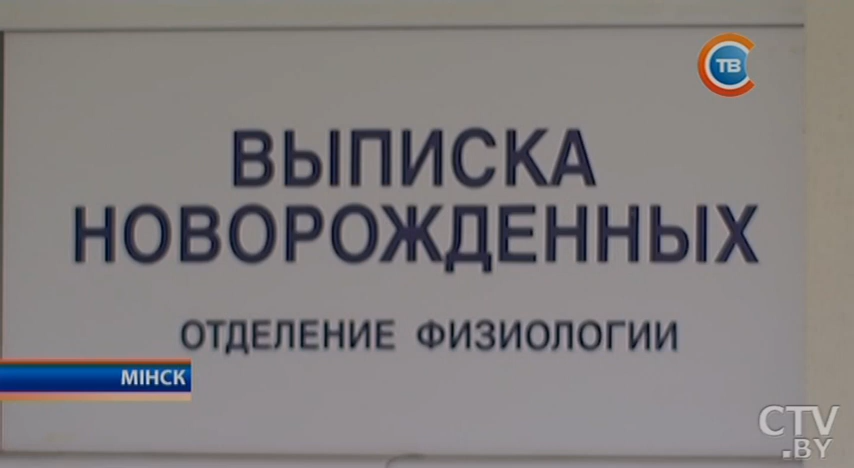 ТВ
ВЫПИСКА
НОВОРОЖДЕННЫХ
ОТДЕЛЕНИЕ ФИЗИОЛОГИИ
МІНСК
CTV
.BY